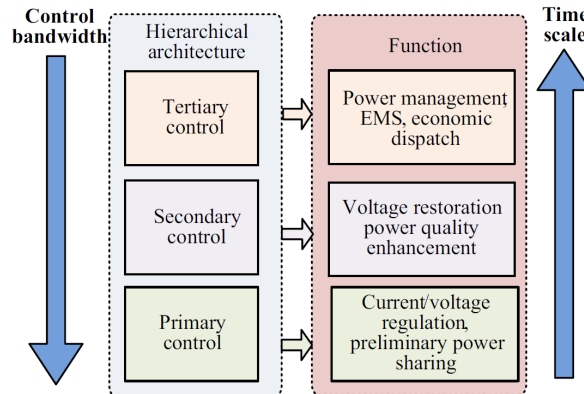 Control
bandwidth
Hierarchical
architecture
Function
Time
scale
Tertiary
control
Power management,
EMS, economic
dispatch
Secondary
control
Voltage restoration
power quality
enhancement
Primary
control
Current/voltage
regulation,
preliminary power
sharing